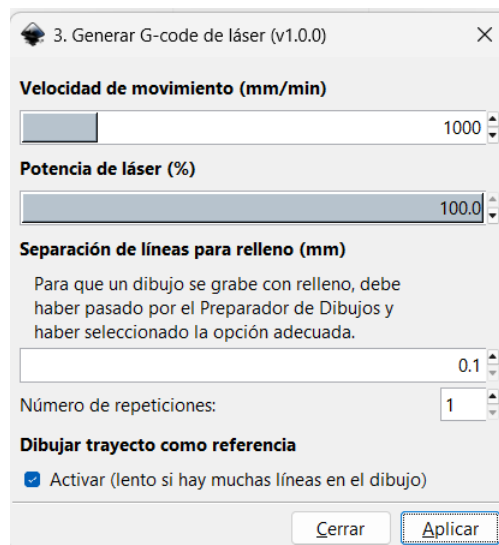 3. Generar G-code de láser (v1.0.0)
Velocidad de movimiento (mm/min)
1000
Potencia de láser (%)
100.0
Separación de líneas para relleno (mm)
Para que un dibujo se grabe con relleno, debe
haber pasado por el Preparador de Dibujos y
haber seleccionado la opción adecuada.
0.1
Número de repeticiones: 1
Dibujar trayecto como referencia
Activar (lento si hay muchas líneas en el dibujo)
Cerrar Aplicar